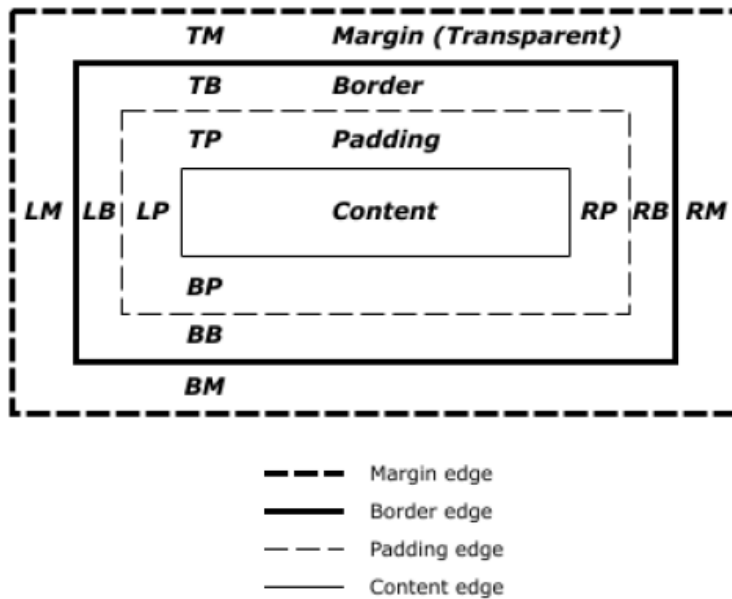 TM Margin (Transparent)
TB Border
TP Padding
LM LB LP Content RP RB RM
BP
BB
BM
Margin edge
Border edge
Padding edge
Content edge